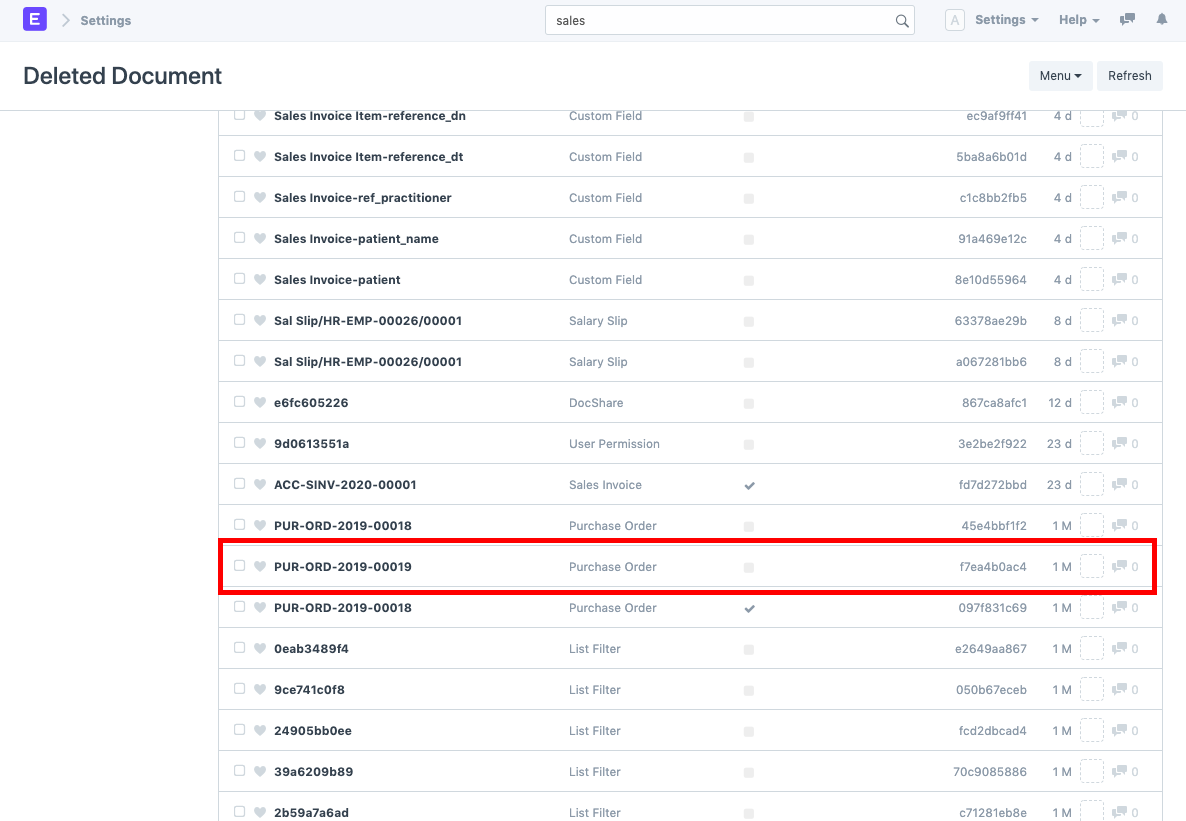 E Settings sales A Settings Help
Deleted Document Menu Refresh
Sales Invoice Item-reference_dn Custom Field ec9af9ff41 4 d 0
Sales Invoice Item-reference_dt Custom Field 5ba8a6b01d 4 d 0
Sales Invoice-ref_practitioner Custom Field c1c8bb2fb5 4 d 0
Sales Invoice-patient_name Custom Field 91a469e12c 4 d 0
Sales Invoice-patient Custom Field 8e10d55964 4 d 0
Sal Slip/HR-EMP-00026/00001 Salary Slip 63378ae29b 8 d 0
Sal Slip/HR-EMP-00026/00001 Salary Slip a067281bb6 8 d 0
e6fc605226 DocShare 867ca8afc1 12 d 0
9d0613551a User Permission 3e2be2f922 23 d 0
ACC-SINV-2020-00001 Sales Invoice fd7d272bbd 23 d 0
PUR-ORD-2019-00018 Purchase Order 45e4bbf1f2 1 M 0
PUR-ORD-2019-00019 Purchase Order f7ea4b0ac4 1 M 0
PUR-ORD-2019-00018 Purchase Order 097f831c69 1 M 0
0eab3489f4 List Filter e2649aa867 1 M 0
9ce741c0f8 List Filter 050b67eceb 1 M 0
24905bb0ee List Filter fcd2dbcad4 1 M 0
39a6209b89 List Filter 70c9085886 1 M 0
2b59a7a6ad List Filter c71281eb8e 1 M 0